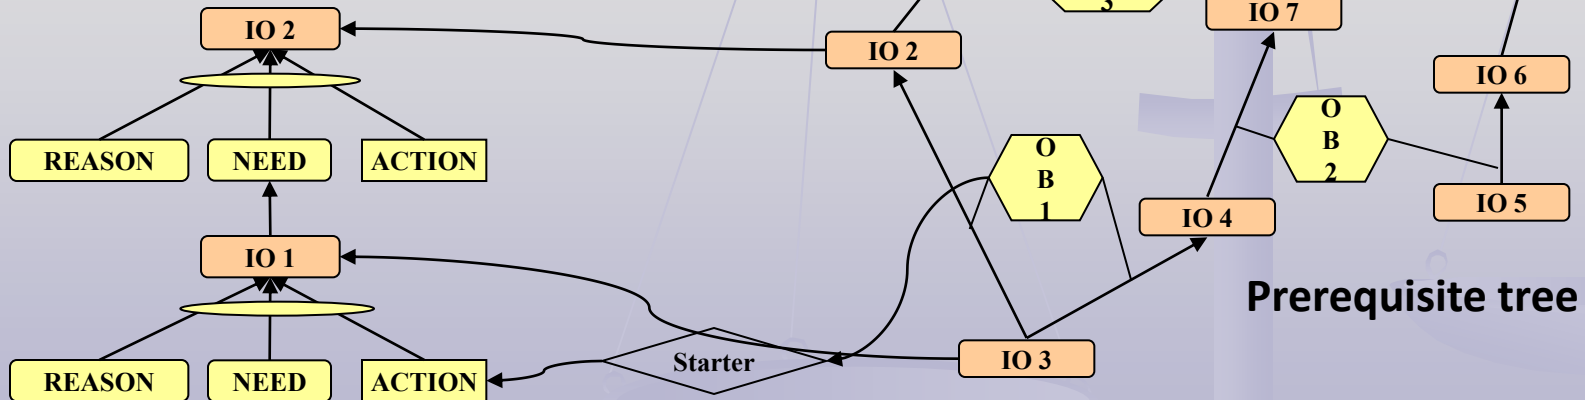 3
IO 7
IO 2
IO 2
IO 6
O
B
2
REASON
NEED
ACTION
O
B
1
IO 4
IO 5
IO 1
Prerequisite tree
REASON
NEED
ACTION
Starter
IO 3